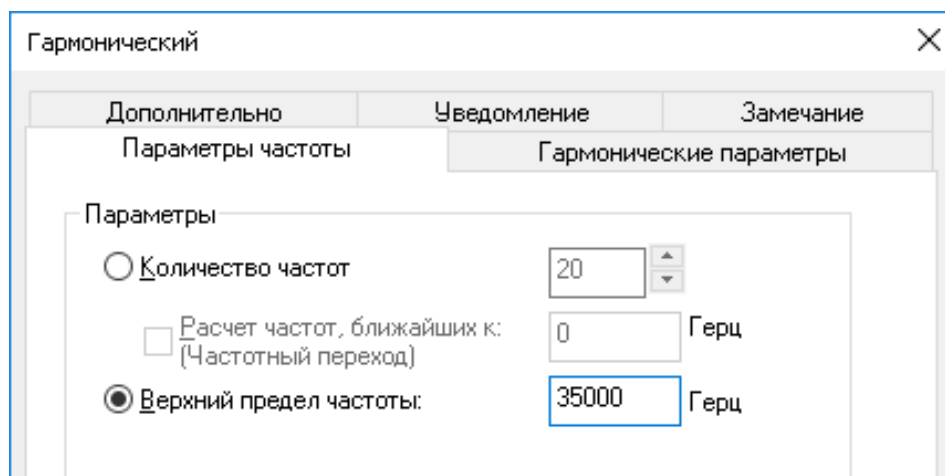 Гармонический
Дополнительно Уведомление Замечание
Параметры частоты Гармонические параметры
Параметры
Количество частот 20
Расчет частот, ближайших к: 0 Герц
(Частотный переход)
Верхний предел частоты: 35000 Герц